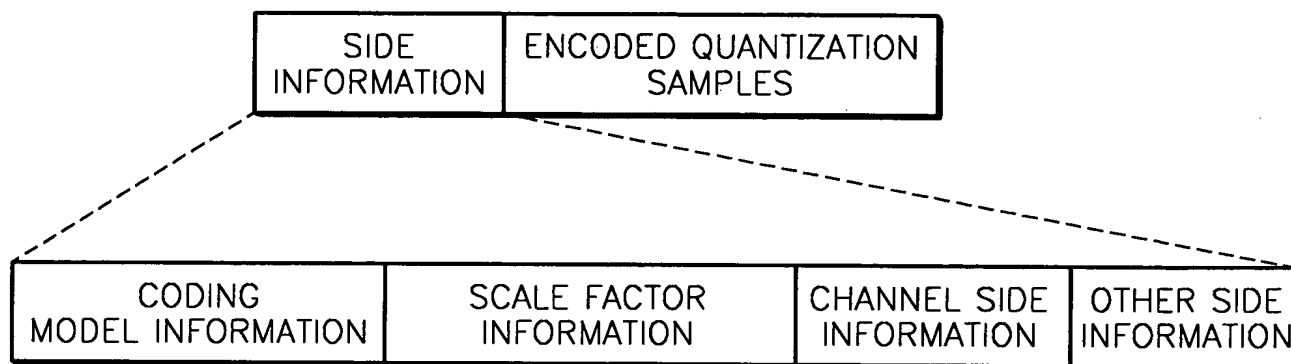 SIDE
INFORMATION
ENCODED QUANTIZATION
SAMPLES
CODING
MODEL INFORMATION
SCALE FACTOR
INFORMATION
CHANNEL SIDE
INFORMATION
OTHER SIDE
INFORMATION